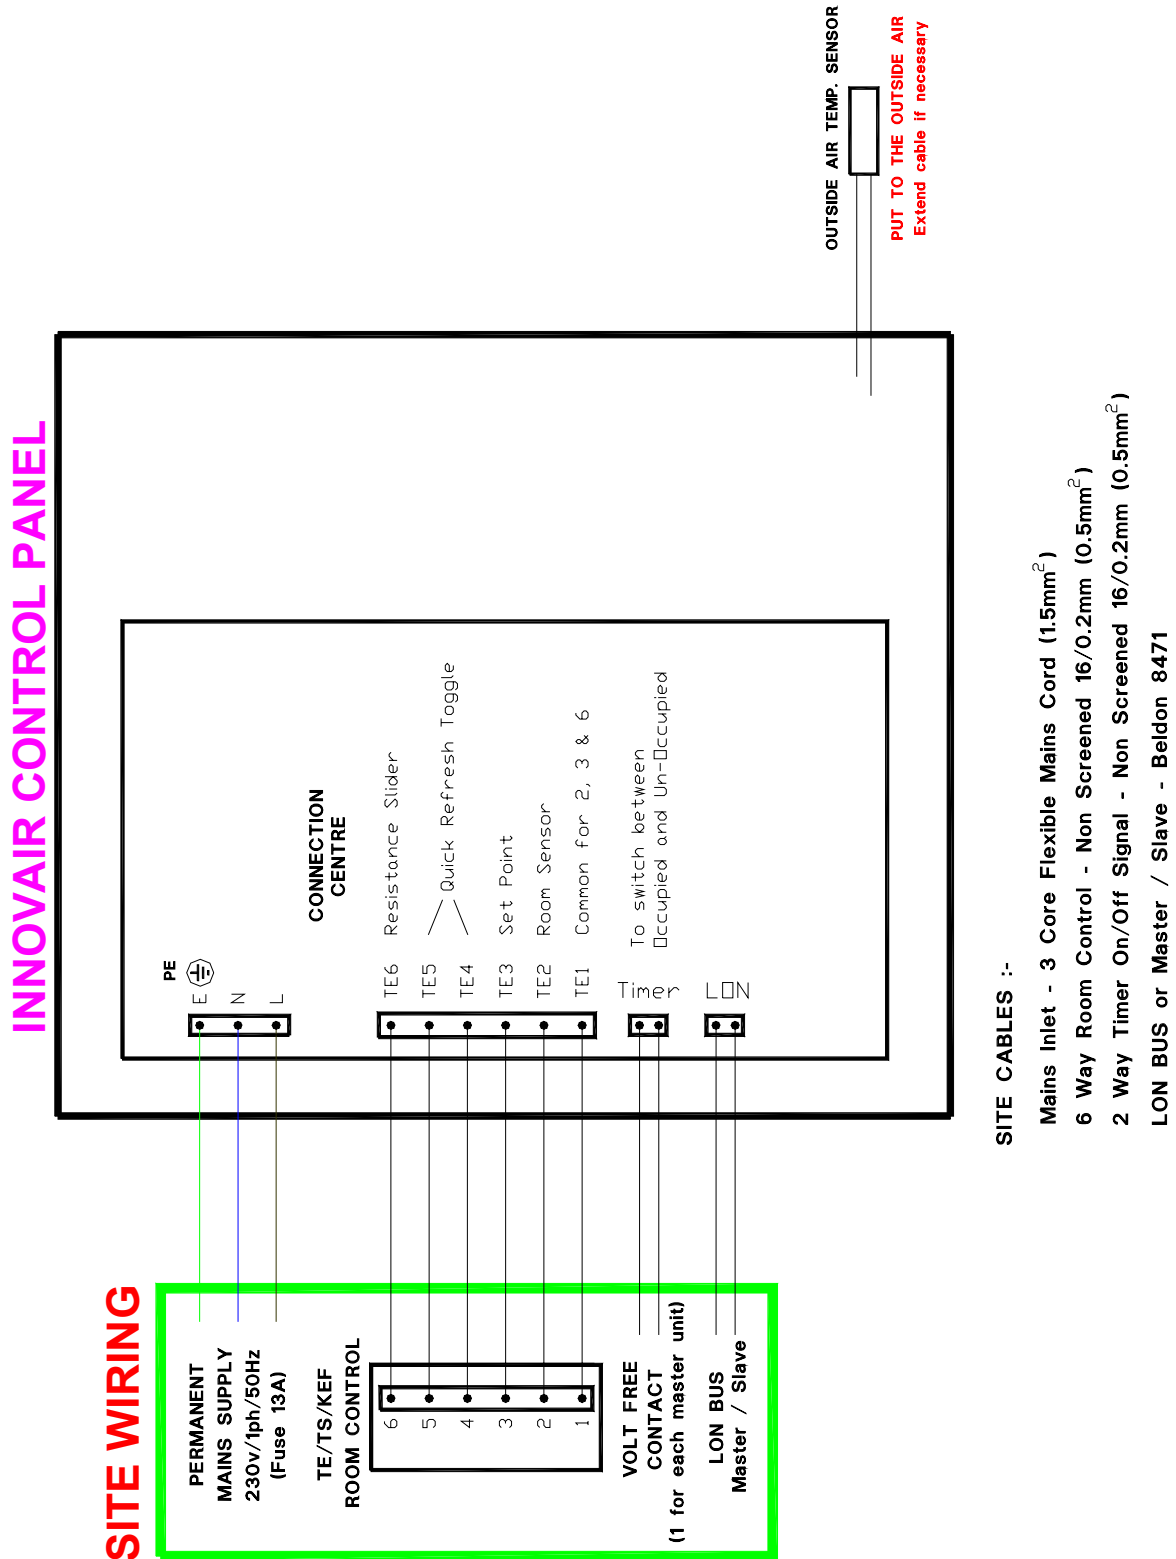 INNOVAIR CONTROL PANEL
SITE WIRING
PERMANENT
MAINS SUPPLY
230v/1ph/50Hz
(Fuse 13A)
TE/TS/KEF
ROOM CONTROL
6
5
4
3
2
1
VOLT FREE
CONTACT
(1 for each master unit)
LON BUS
Master / Slave
PE
E
N
L
CONNECTION
CENTRE
TE6 Resistance Slider
TE5
Quick Refresh Toggle
TE4
TE3 Set Point
TE2 Room Sensor
TE1 Common for 2, 3 & 6
Timer
To switch between
Occupied and Un-Occupied
LON
OUTSIDE AIR TEMP. SENSOR
PUT TO THE OUTSIDE AIR
Extend cable if necessary
SITE CABLES :-
Mains Inlet - 3 Core Flexible Mains Cord (1.5mm²)
6 Way Room Control - Non Screened 16/0.2mm (0.5mm²)
2 Way Timer On/Off Signal - Non Screened 16/0.2mm (0.5mm²)
LON BUS or Master / Slave - Beldon 8471